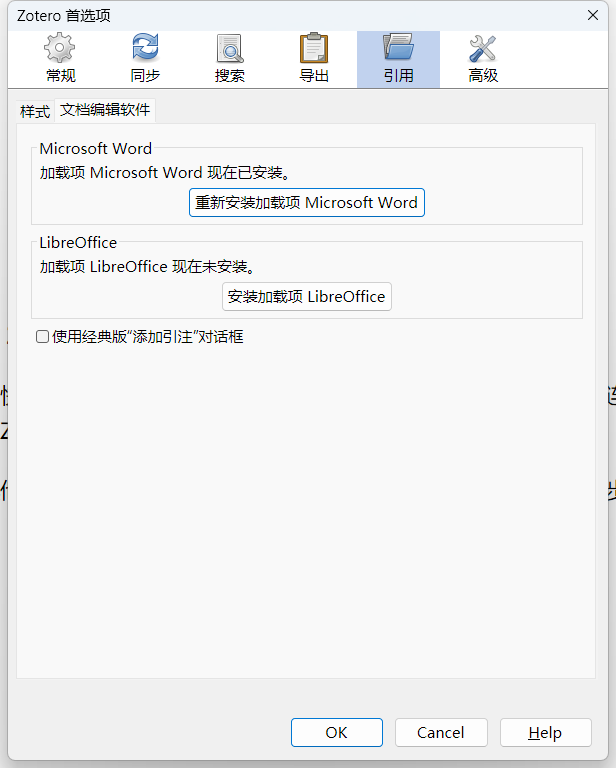 Zotero 首选项
常规 同步 搜索 导出 引用 高级
样式 文档编辑软件
Microsoft Word
加载项 Microsoft Word 现在已安装。
重新安装加载项 Microsoft Word
LibreOffice
加载项 LibreOffice 现在未安装。
安装加载项 LibreOffice
使用经典版“添加引注”对话框
OK Cancel Help